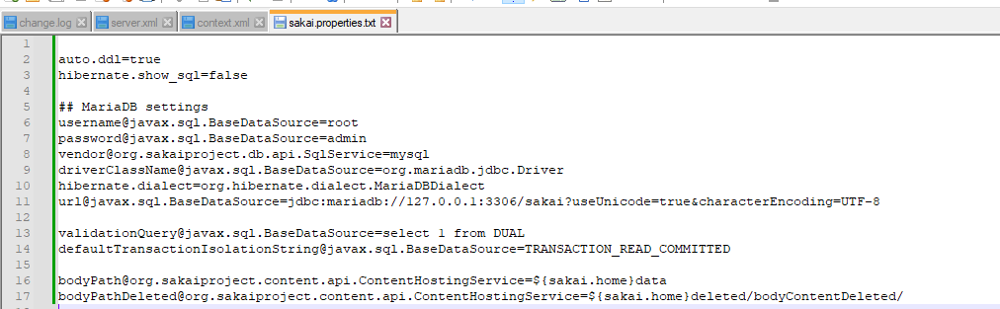 change.log server.xml context.xml sakai.properties.txt
1
2 auto.ddl=true
3 hibernate.show_sql=false
4
5 ## MariaDB settings
6 username@javax.sql.BaseDataSource=root
7 password@javax.sql.BaseDataSource=admin
8 vendor@org.sakaiproject.db.api.SqlService=mysql
9 driverClassName@javax.sql.BaseDataSource=org.mariadb.jdbc.Driver
10 hibernate.dialect=org.hibernate.dialect.MariaDBDialect
11 url@javax.sql.BaseDataSource=jdbc:mariadb://127.0.0.1:3306/sakai?useUnicode=true&characterEncoding=UTF-8
12
13 validationQuery@javax.sql.BaseDataSource=select 1 from DUAL
14 defaultTransactionIsolationString@javax.sql.BaseDataSource=TRANSACTION_READ_COMMITTED
15
16 bodyPath@org.sakaiproject.content.api.ContentHostingService=${sakai.home}data
17 bodyPathDeleted@org.sakaiproject.content.api.ContentHostingService=${sakai.home}deleted/bodyContentDeleted/